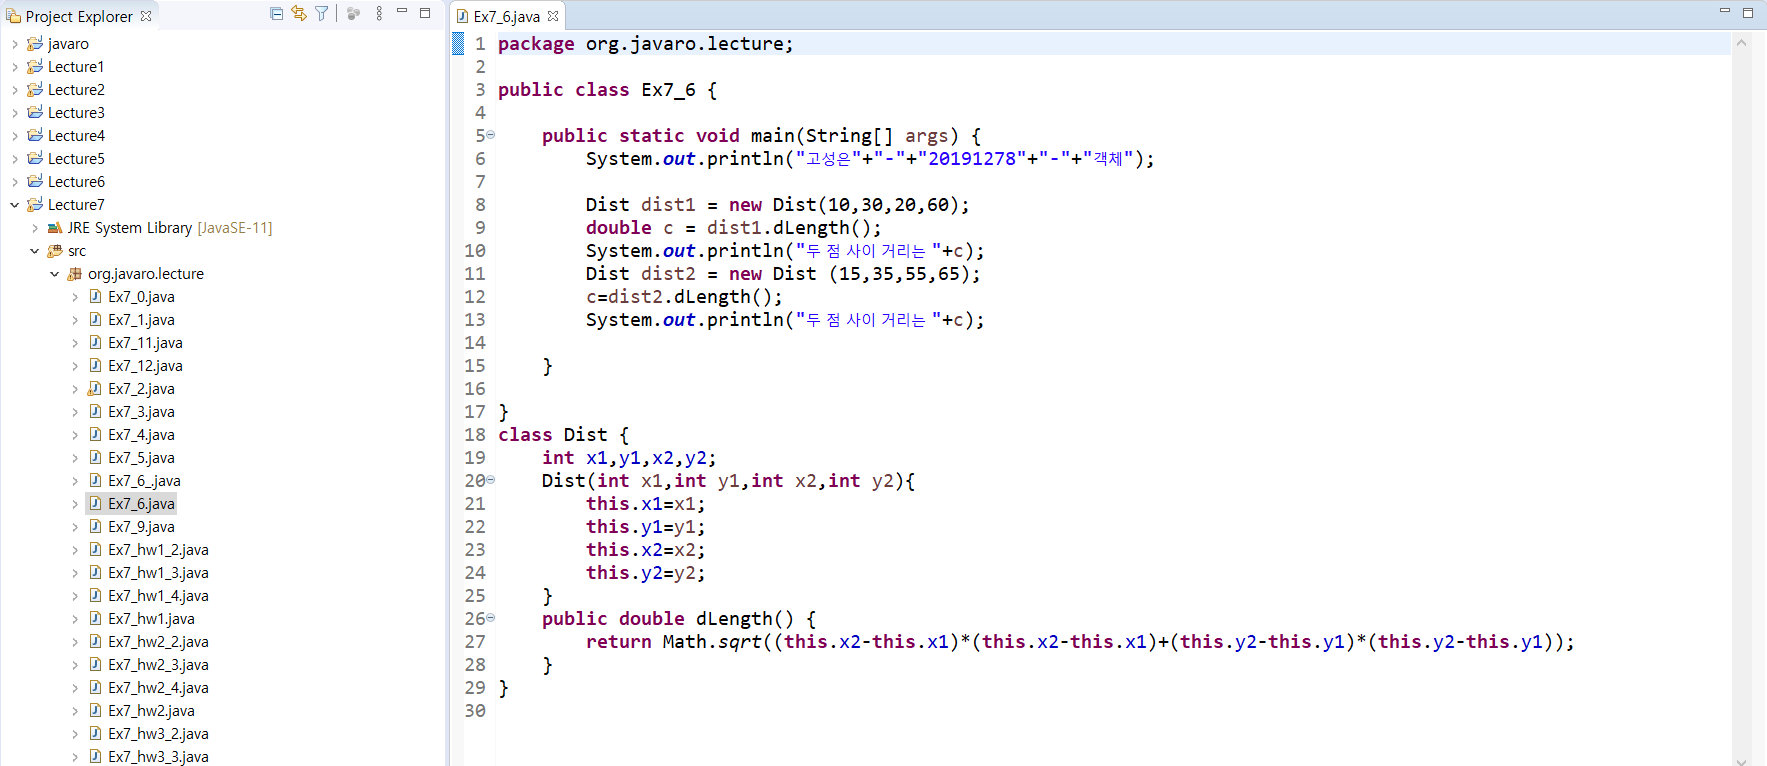 Project Explorer
javaro
Lecture1
Lecture2
Lecture3
Lecture4
Lecture5
Lecture6
Lecture7
JRE System Library [JavaSE-11]
src
org.javaro.lecture
Ex7_0.java
Ex7_1.java
Ex7_11.java
Ex7_12.java
Ex7_2.java
Ex7_3.java
Ex7_4.java
Ex7_5.java
Ex7_6_.java
Ex7_6.java
Ex7_9.java
Ex7_hw1_2.java
Ex7_hw1_3.java
Ex7_hw1_4.java
Ex7_hw1.java
Ex7_hw2_2.java
Ex7_hw2_3.java
Ex7_hw2_4.java
Ex7_hw2.java
Ex7_hw3_2.java
Ex7_hw3_3.java
Ex7_6.java
1 package org.javaro.lecture;
2
3 public class Ex7_6 {
4
5     public static void main(String[] args) {
6         System.out.println("고성은"+"-"+"20191278"+"-"+"객체");
7
8         Dist dist1 = new Dist(10,30,20,60);
9         double c = dist1.dLength();
10         System.out.println("두 점 사이 거리는 "+c);
11         Dist dist2 = new Dist (15,35,55,65);
12         c=dist2.dLength();
13         System.out.println("두 점 사이 거리는 "+c);
14
15     }
16
17 }
18 class Dist {
19     int x1,y1,x2,y2;
20     Dist(int x1,int y1,int x2,int y2){
21         this.x1=x1;
22         this.y1=y1;
23         this.x2=x2;
24         this.y2=y2;
25     }
26     public double dLength() {
27         return Math.sqrt((this.x2-this.x1)*(this.x2-this.x1)+(this.y2-this.y1)*(this.y2-this.y1));
28     }
29 }
30